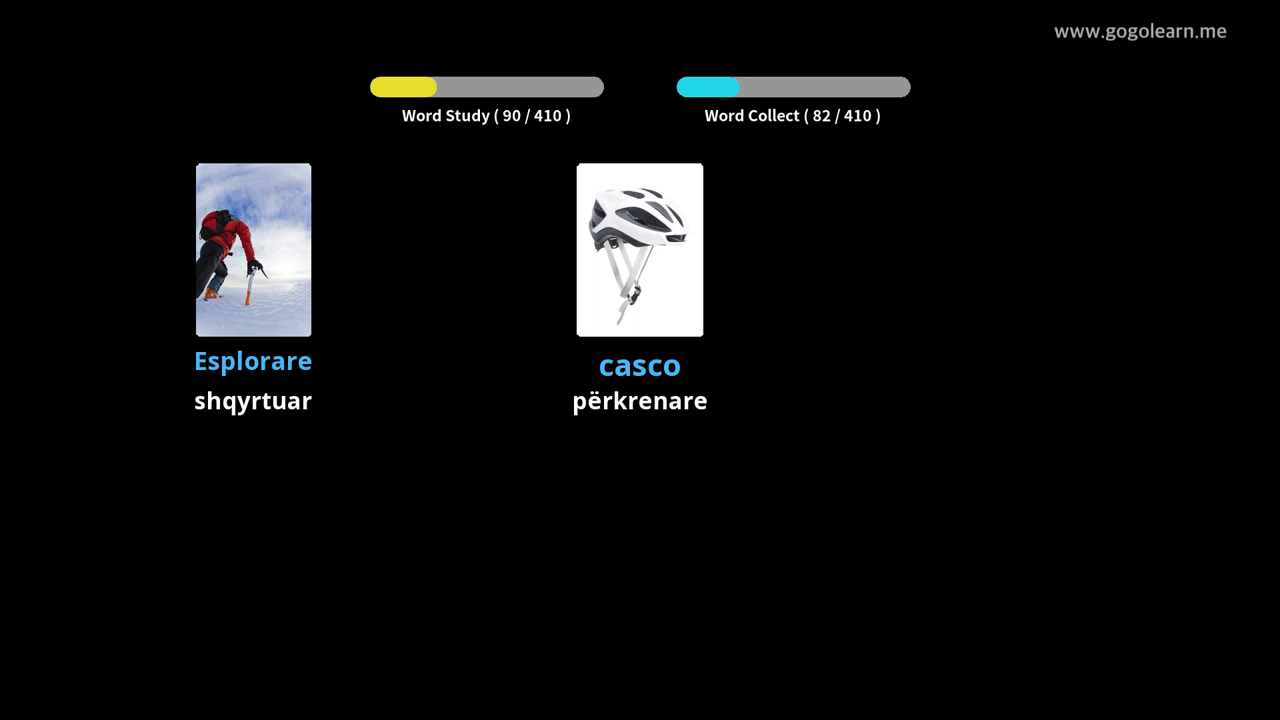 www.gogolearn.me
Word Study ( 90 / 410 )
Word Collect ( 82 / 410 )
Esplorare
shqyrtuar
casco
përkrenare